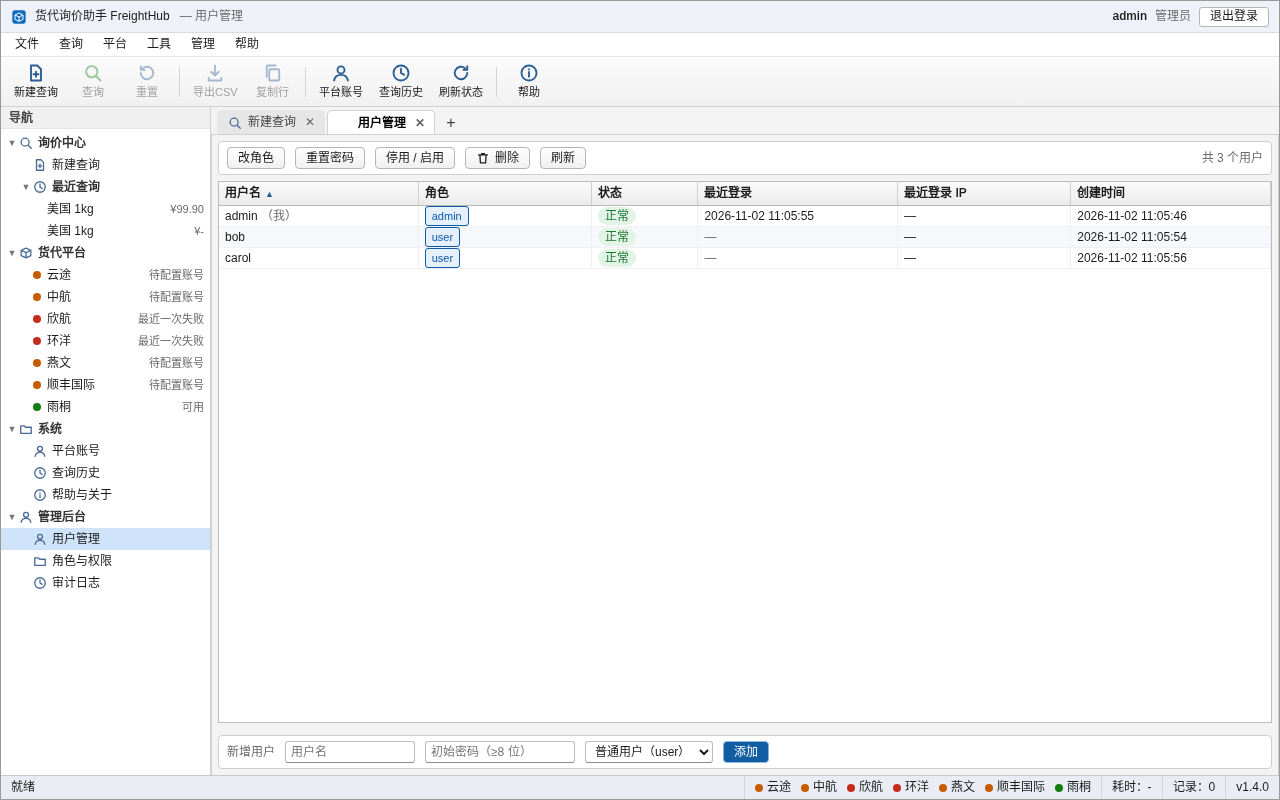 货代询价助手 FreightHub — 用户管理
admin 管理员 退出登录
文件 查询 平台 工具 管理 帮助
新建查询 查询 重置 导出CSV 复制行 平台账号 查询历史 刷新状态 帮助
导航
新建查询 ✕ 用户管理 ✕ +
▼ 询价中心
新建查询
▼ 最近查询
美国 1kg ¥99.90
美国 1kg ¥-
▼ 货代平台
云途 待配置账号
中航 待配置账号
欣航 最近一次失败
环洋 最近一次失败
燕文 待配置账号
顺丰国际 待配置账号
雨桐 可用
▼ 系统
平台账号
查询历史
帮助与关于
▼ 管理后台
用户管理
角色与权限
审计日志
改角色 重置密码 停用 / 启用 删除 刷新 共 3 个用户
用户名 ▲ 角色 状态 最近登录 最近登录 IP 创建时间
admin （我） admin 正常 2026-11-02 11:05:55 — 2026-11-02 11:05:46
bob user 正常 — — 2026-11-02 11:05:54
carol user 正常 — — 2026-11-02 11:05:56
新增用户 用户名 初始密码（≥8 位） 普通用户（user） 添加
就绪 云途 中航 欣航 环洋 燕文 顺丰国际 雨桐 耗时：- 记录：0 v1.4.0